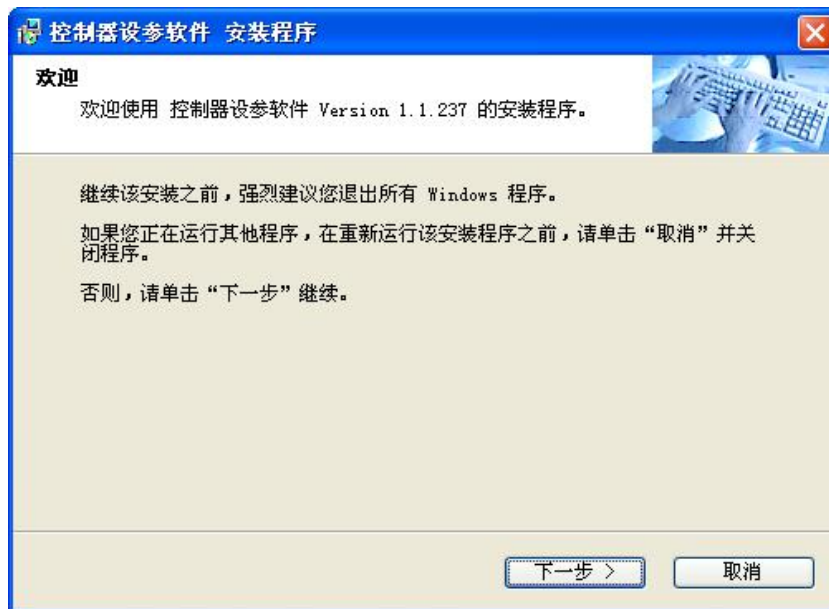 控制器设参软件 安装程序
欢迎
欢迎使用 控制器设参软件 Version 1.1.237 的安装程序。
继续该安装之前，强烈建议您退出所有 Windows 程序。
如果您正在运行其他程序，在重新运行该安装程序之前，请单击“取消”并关
闭程序。
否则，请单击“下一步”继续。
下一步 >
取消